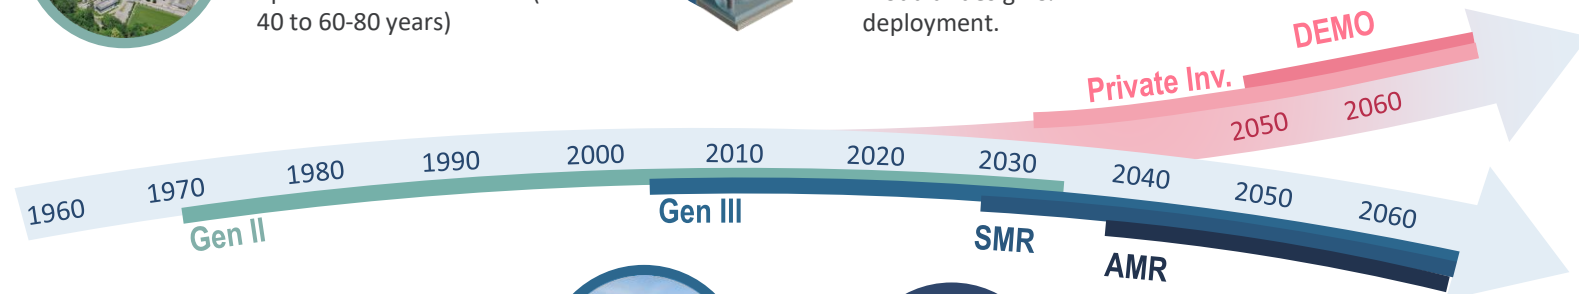 40 to 60-80 years)
deployment.
DEMO
Private Inv.
2050
2060
1960
1970
1980
1990
2000
2010
2020
2030
2040
2050
2060
Gen II
Gen III
SMR
AMR